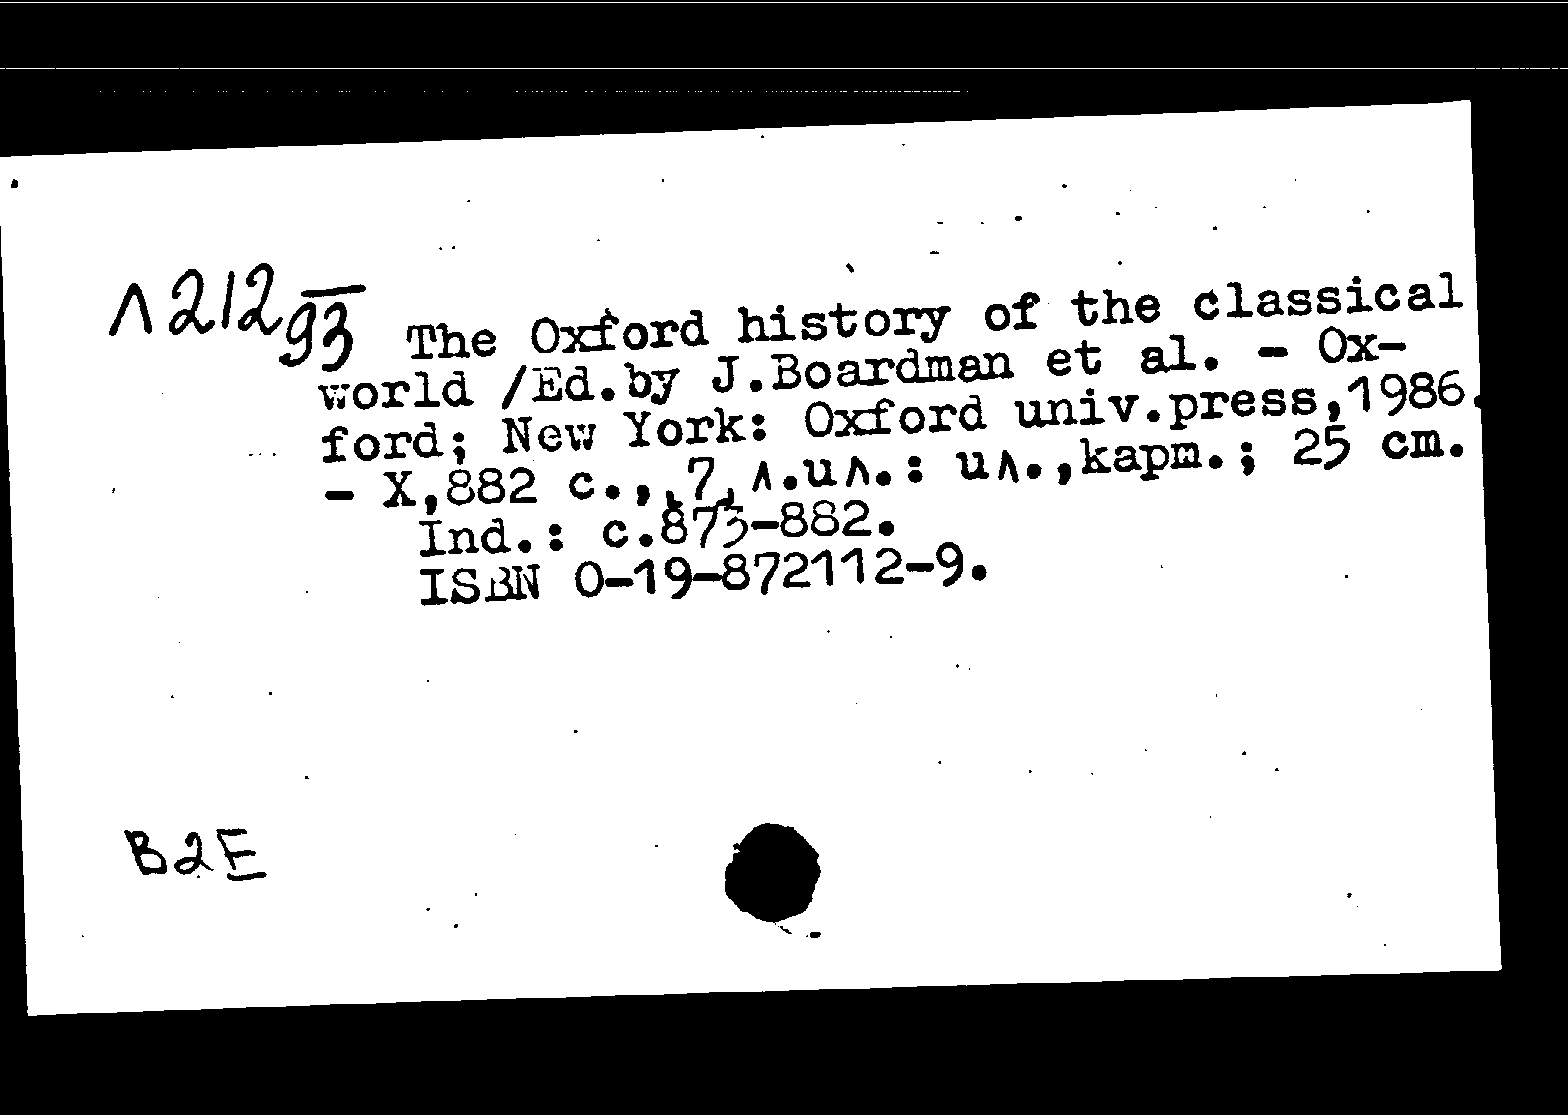 Л 212 93
The Oxford history of the classical
world /Ed.by J.Boardman et al. - Ox-
ford; New York: Oxford univ.press,1986.
- X,882 c., 7 л.ил.: ил.,карт.; 25 cm.
Ind.: c.873-882.
ISBN 0-19-872112-9.
B2E